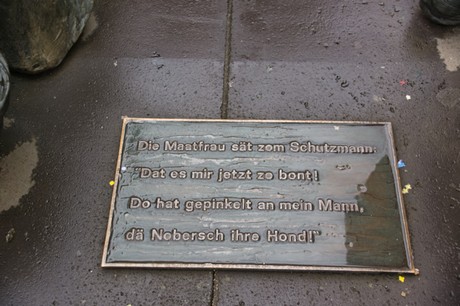 Die Maatfrau sät zom Schutzmann:
"Dat es mir jetzt ze bont!
Do hat gepinkelt an mein Mann,
dä Nobersch ihre Hond!"